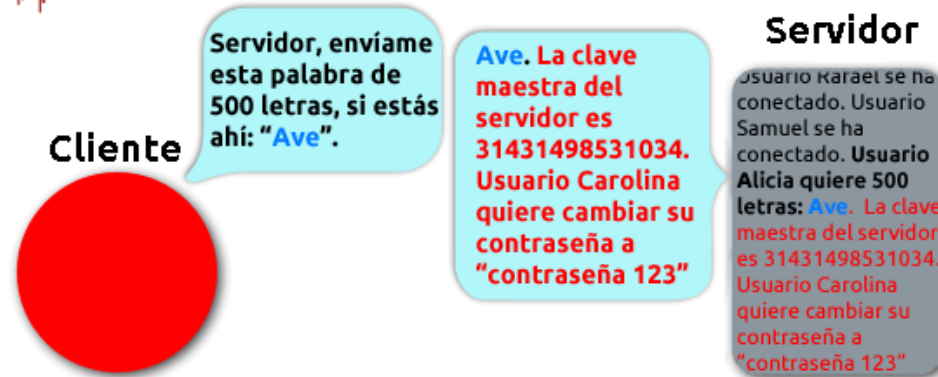 Servidor
Servidor, envíame
esta palabra de
500 letras, si estás
ahí: “Ave”.
Cliente
Ave. La clave
maestra del
servidor es
31431498531034.
Usuario Carolina
quiere cambiar su
contraseña a
“contraseña 123”
Usuario Rafael se ha
conectado. Usuario
Samuel se ha
conectado. Usuario
Alicia quiere 500
letras: Ave. La clave
maestra del servidor
es 31431498531034.
Usuario Carolina
quiere cambiar su
contraseña a
“contraseña 123”